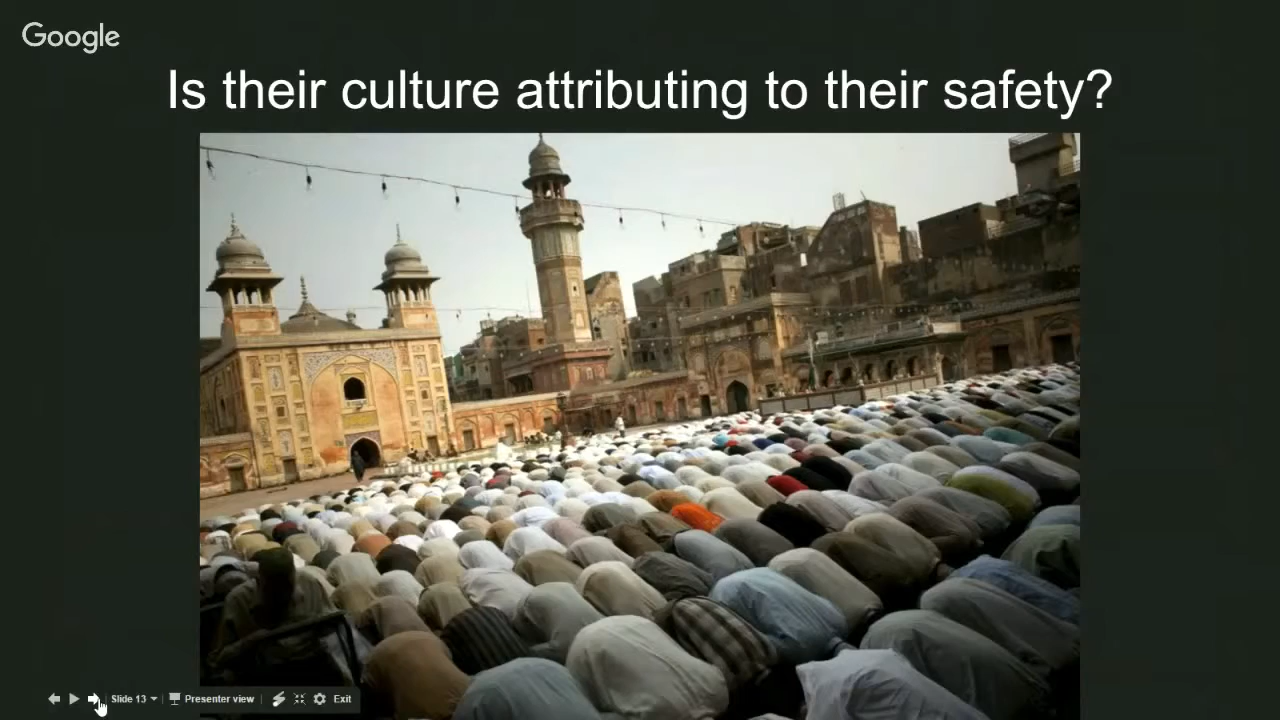 Google
Is their culture attributing to their safety?
Slide 13
Presenter view
Exit